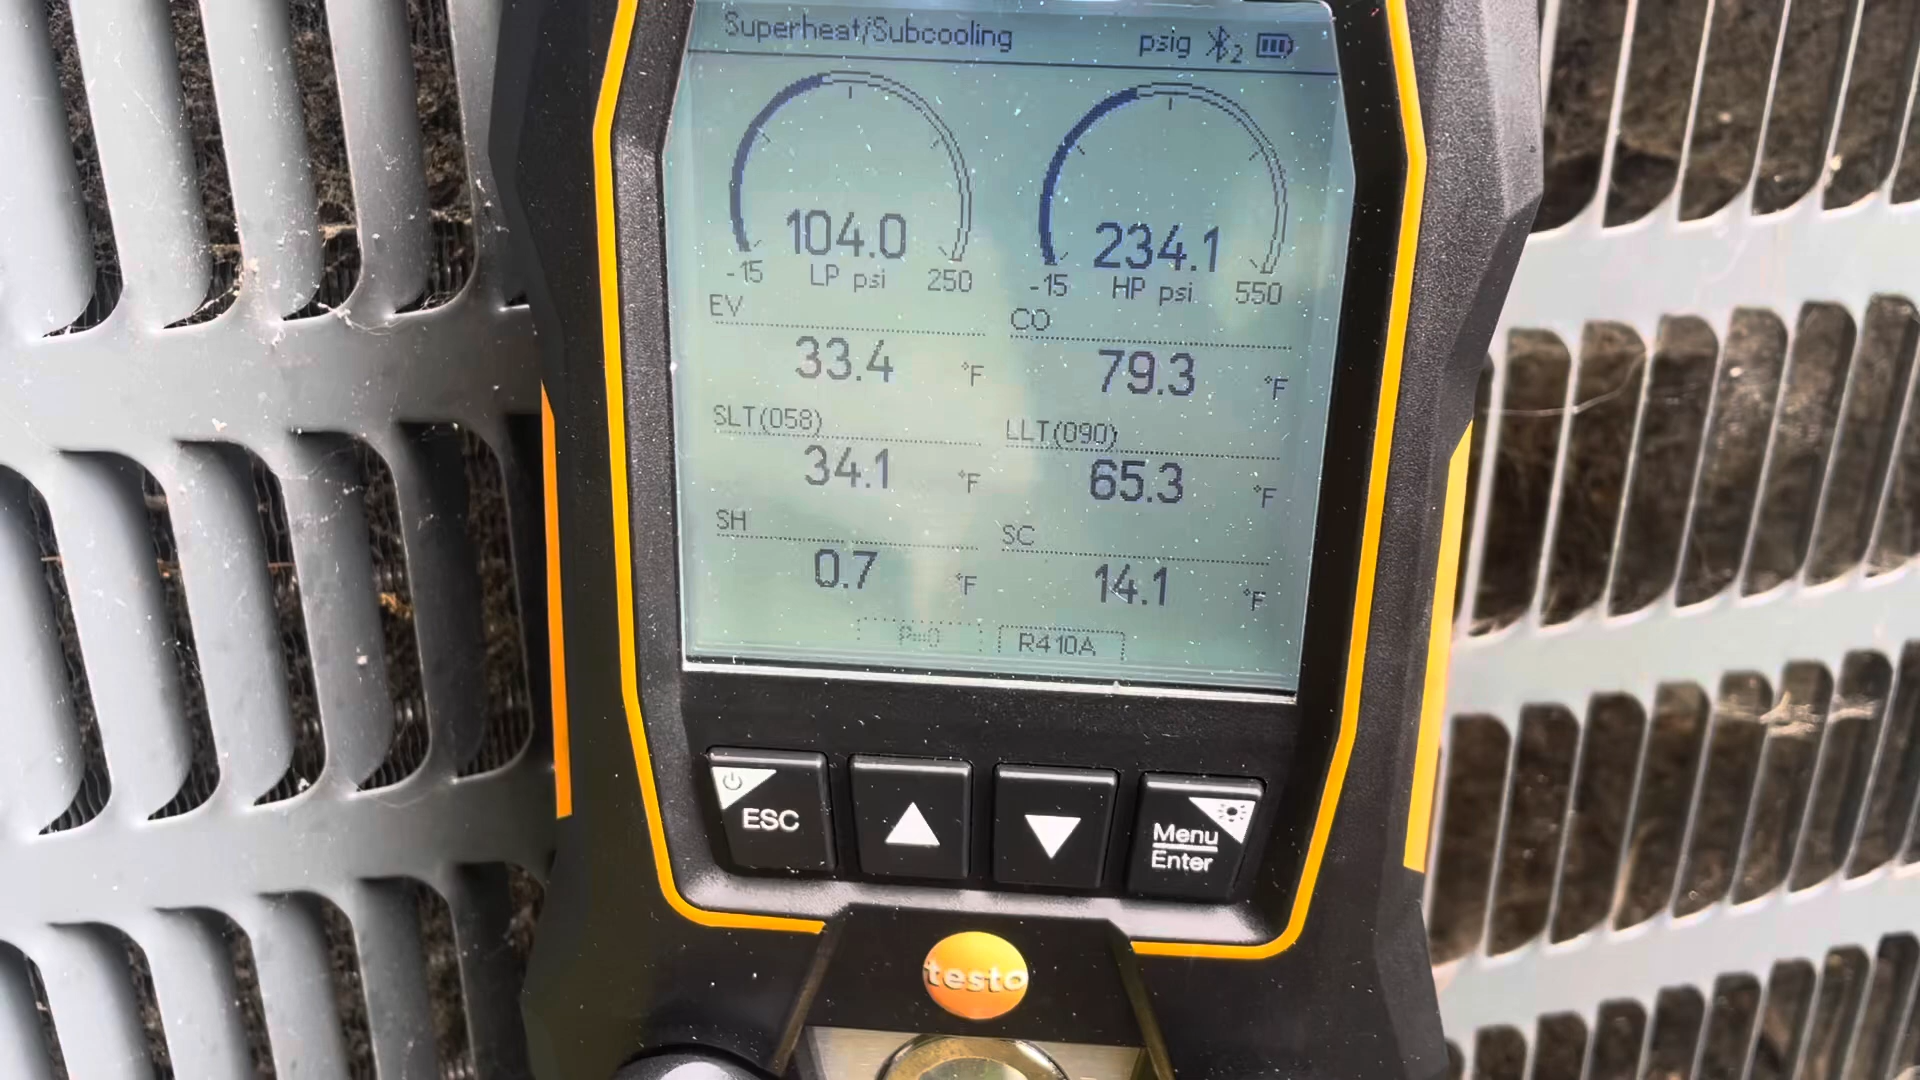 Superheat/Subcooling psig 2
104.0 234.1
-15 LP psi 250 -15 HP psi 550
EV CO
33.4 °F 79.3 °F
SLT(058) LLT(090)
34.1 °F 65.3 °F
SH SC
0.7 °F 14.1 °F
P=0 R410A
ESC Menu
Enter
testo